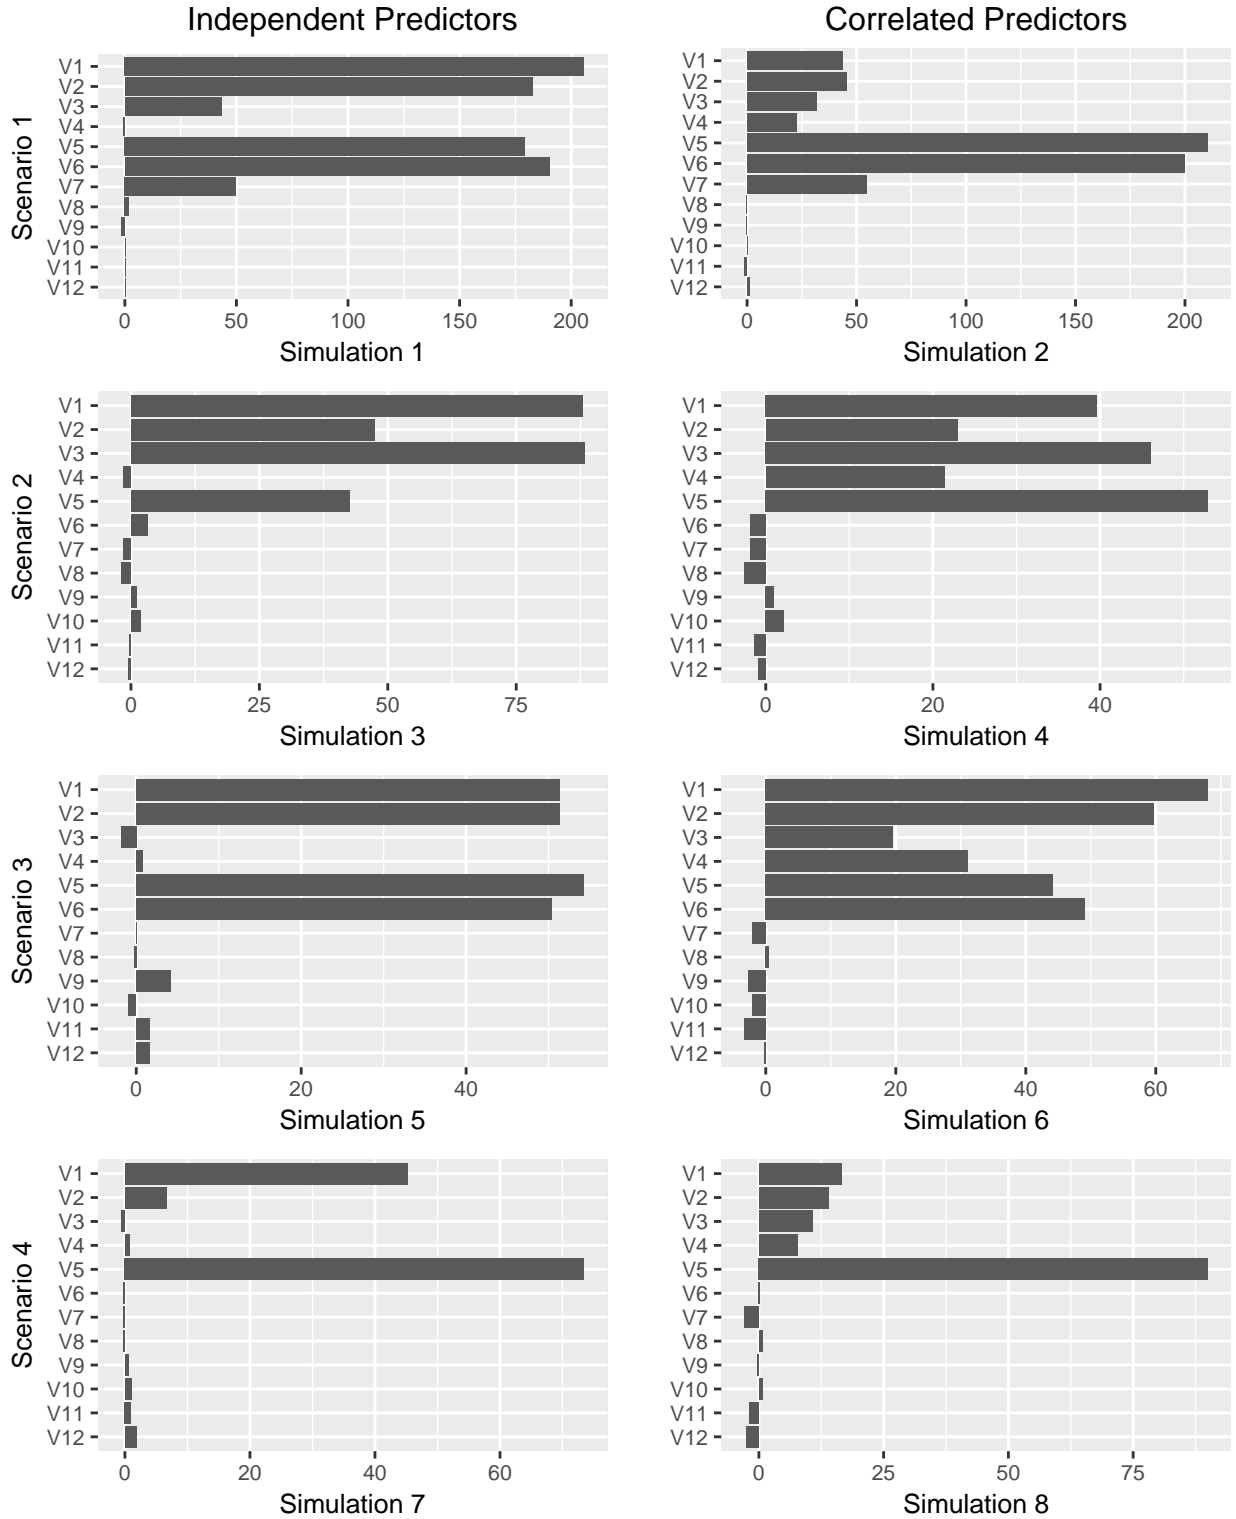 Independent Predictors
Correlated Predictors
Scenario 1
V1
V2
V3
V4
V5
V6
V7
V8
V9
V10
V11
V12
0 50 100 150 200
Simulation 1
V1
V2
V3
V4
V5
V6
V7
V8
V9
V10
V11
V12
0 50 100 150 200
Simulation 2
Scenario 2
V1
V2
V3
V4
V5
V6
V7
V8
V9
V10
V11
V12
0 25 50 75
Simulation 3
V1
V2
V3
V4
V5
V6
V7
V8
V9
V10
V11
V12
0 20 40
Simulation 4
Scenario 3
V1
V2
V3
V4
V5
V6
V7
V8
V9
V10
V11
V12
0 20 40
Simulation 5
V1
V2
V3
V4
V5
V6
V7
V8
V9
V10
V11
V12
0 20 40 60
Simulation 6
Scenario 4
V1
V2
V3
V4
V5
V6
V7
V8
V9
V10
V11
V12
0 20 40 60
Simulation 7
V1
V2
V3
V4
V5
V6
V7
V8
V9
V10
V11
V12
0 25 50 75
Simulation 8